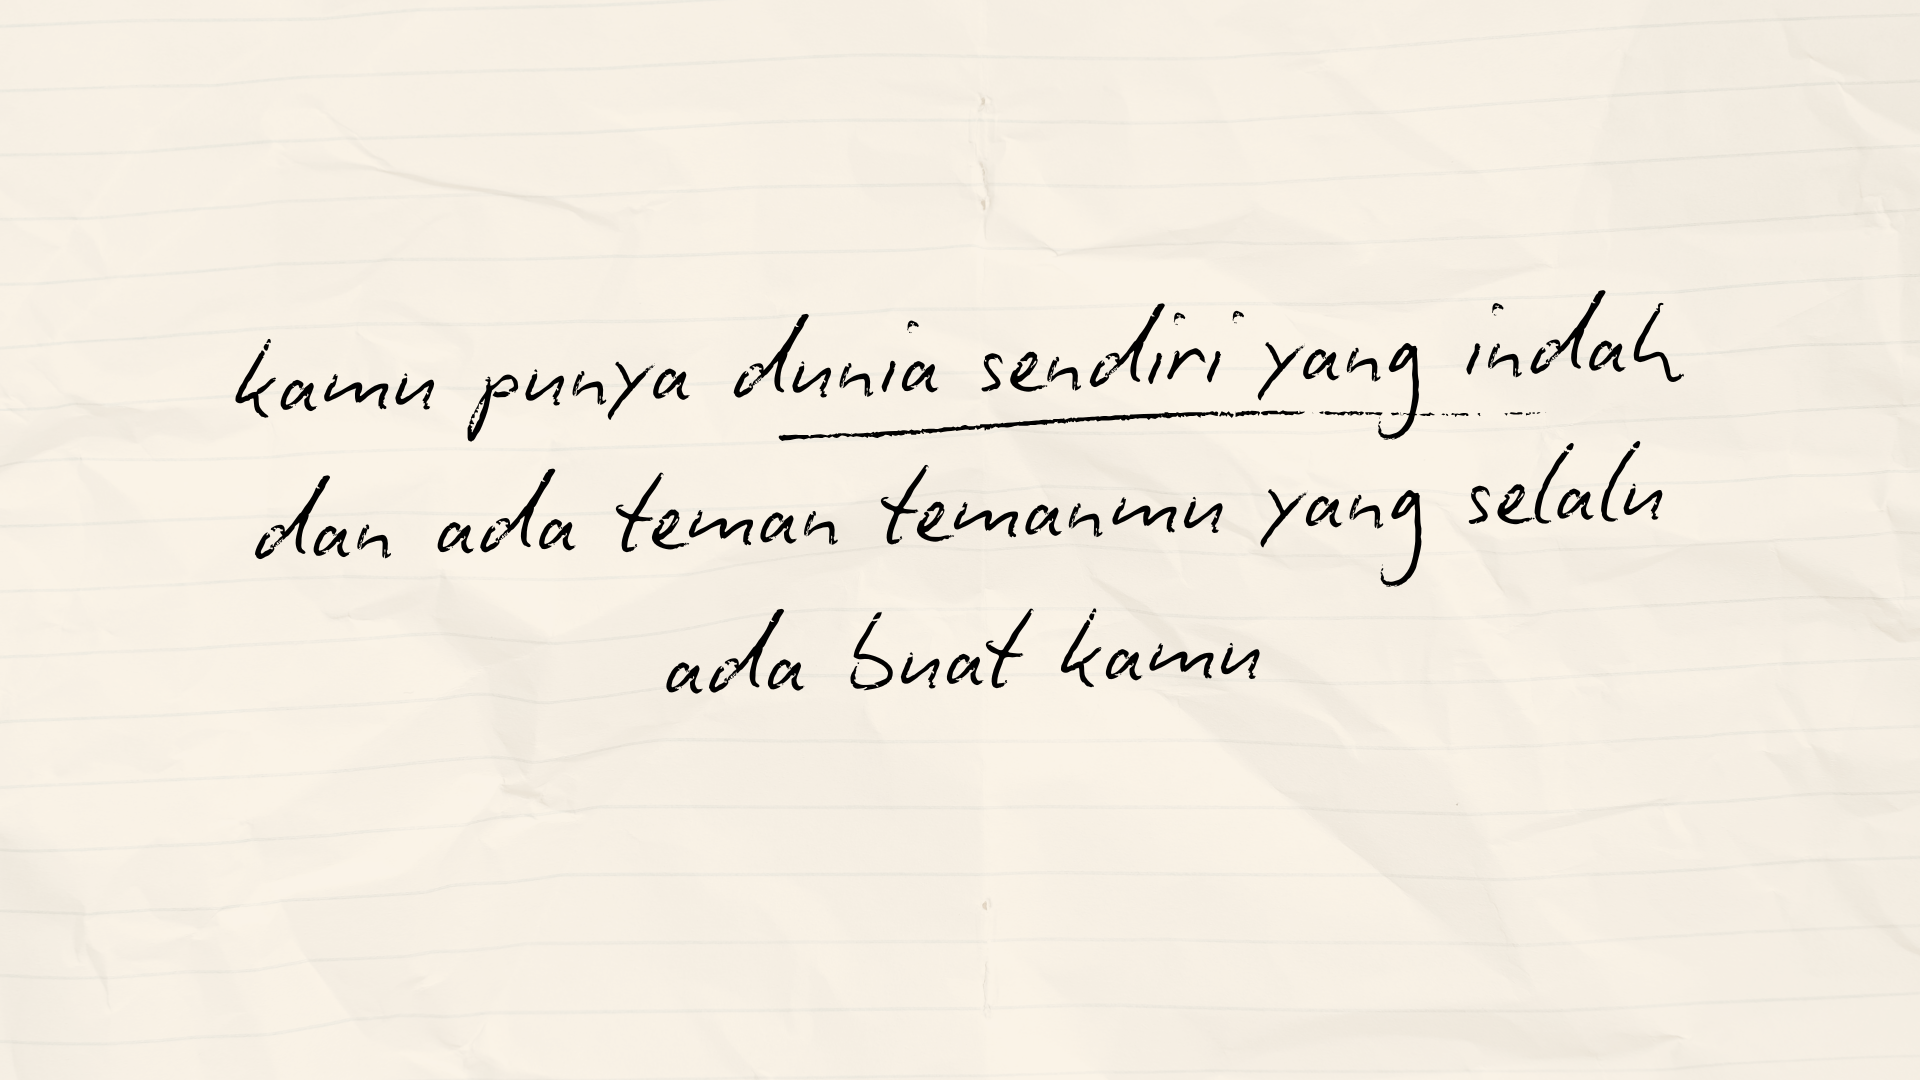 kamu punya dunia sendiri yang indah
dan ada teman temanmu yang selalu
ada buat kamu